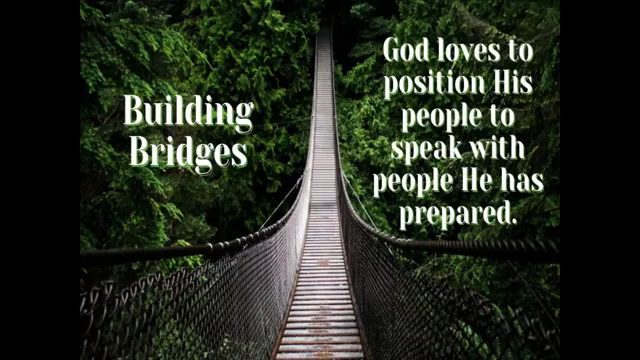 Building
Bridges
God loves to
position His
people to
speak with
people He has
prepared.